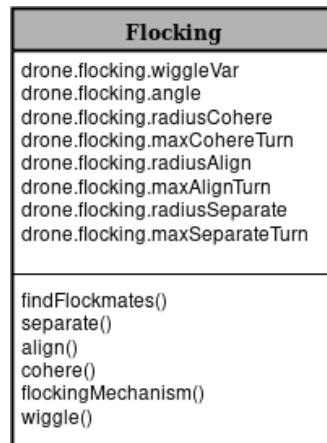 Flocking
drone.flocking.wiggleVar
drone.flocking.angle
drone.flocking.radiusCohere
drone.flocking.maxCohereTurn
drone.flocking.radiusAlign
drone.flocking.maxAlignTurn
drone.flocking.radiusSeparate
drone.flocking.maxSeparateTurn
findFlockmates()
separate()
align()
cohere()
flockingMechanism()
wiggle()